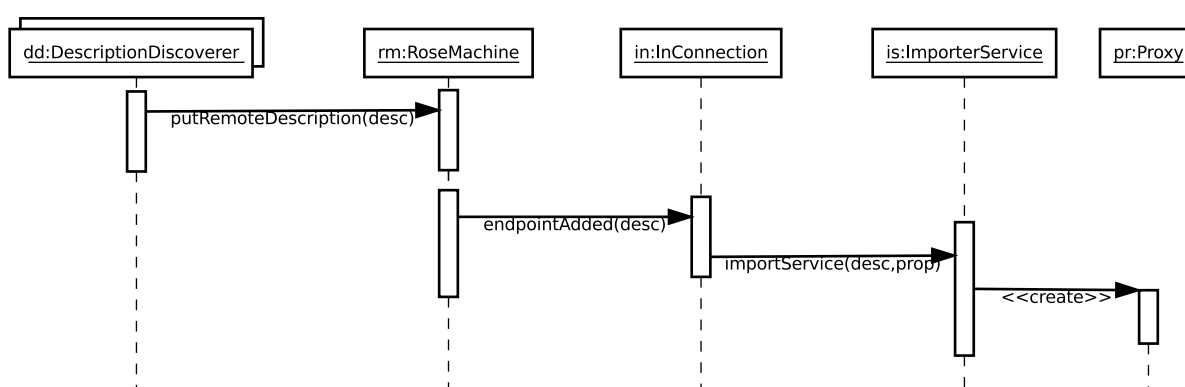 dd:DescriptionDiscoverer
rm:RoseMachine
in:InConnection
is:ImporterService
pr:Proxy
putRemoteDescription(desc)
endpointAdded(desc)
importService(desc,prop)
<<create>>